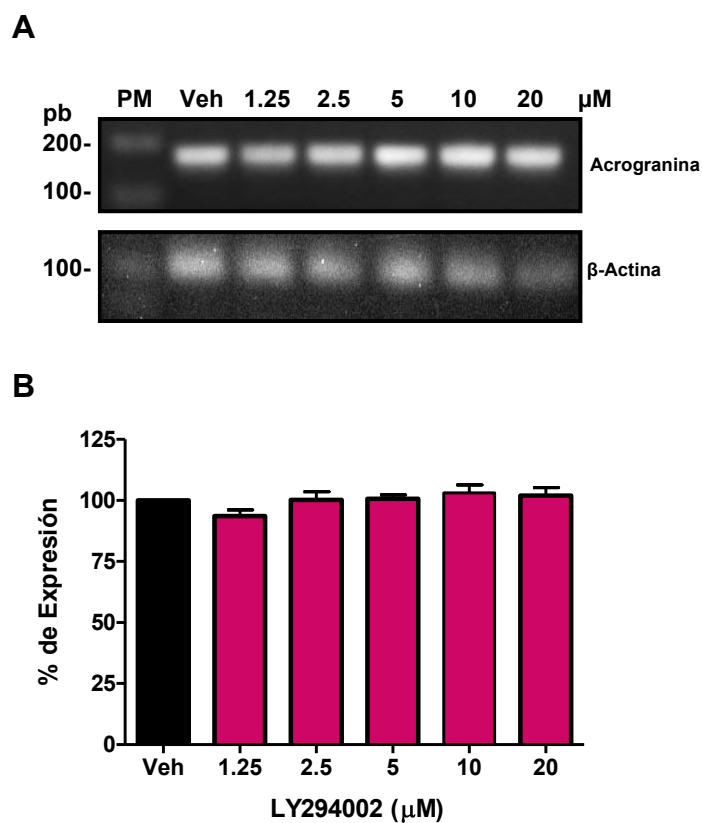 A
pb
PM Veh 1.25 2.5 5 10 20 µM
200-
100-
Acrogranina
100-
β-Actina
B
% de Expresión
125
100
75
50
25
0
Veh 1.25 2.5 5 10 20
LY294002 (µM)